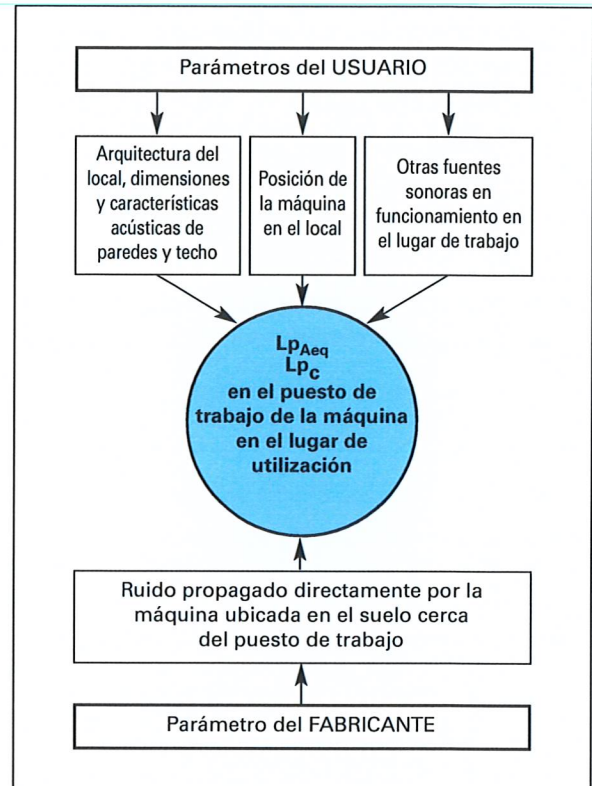 Parámetros del USUARIO
Arquitectura del
local, dimensiones
y características
acústicas de
paredes y techo
Posición de
la máquina
en el local
Otras fuentes
sonoras en
funcionamiento en
el lugar de trabajo
LpAeq
Lpc
en el puesto de
trabajo de la máquina
en el lugar de
utilización
Ruido propagado directamente por la
máquina ubicada en el suelo cerca
del puesto de trabajo
Parámetro del FABRICANTE